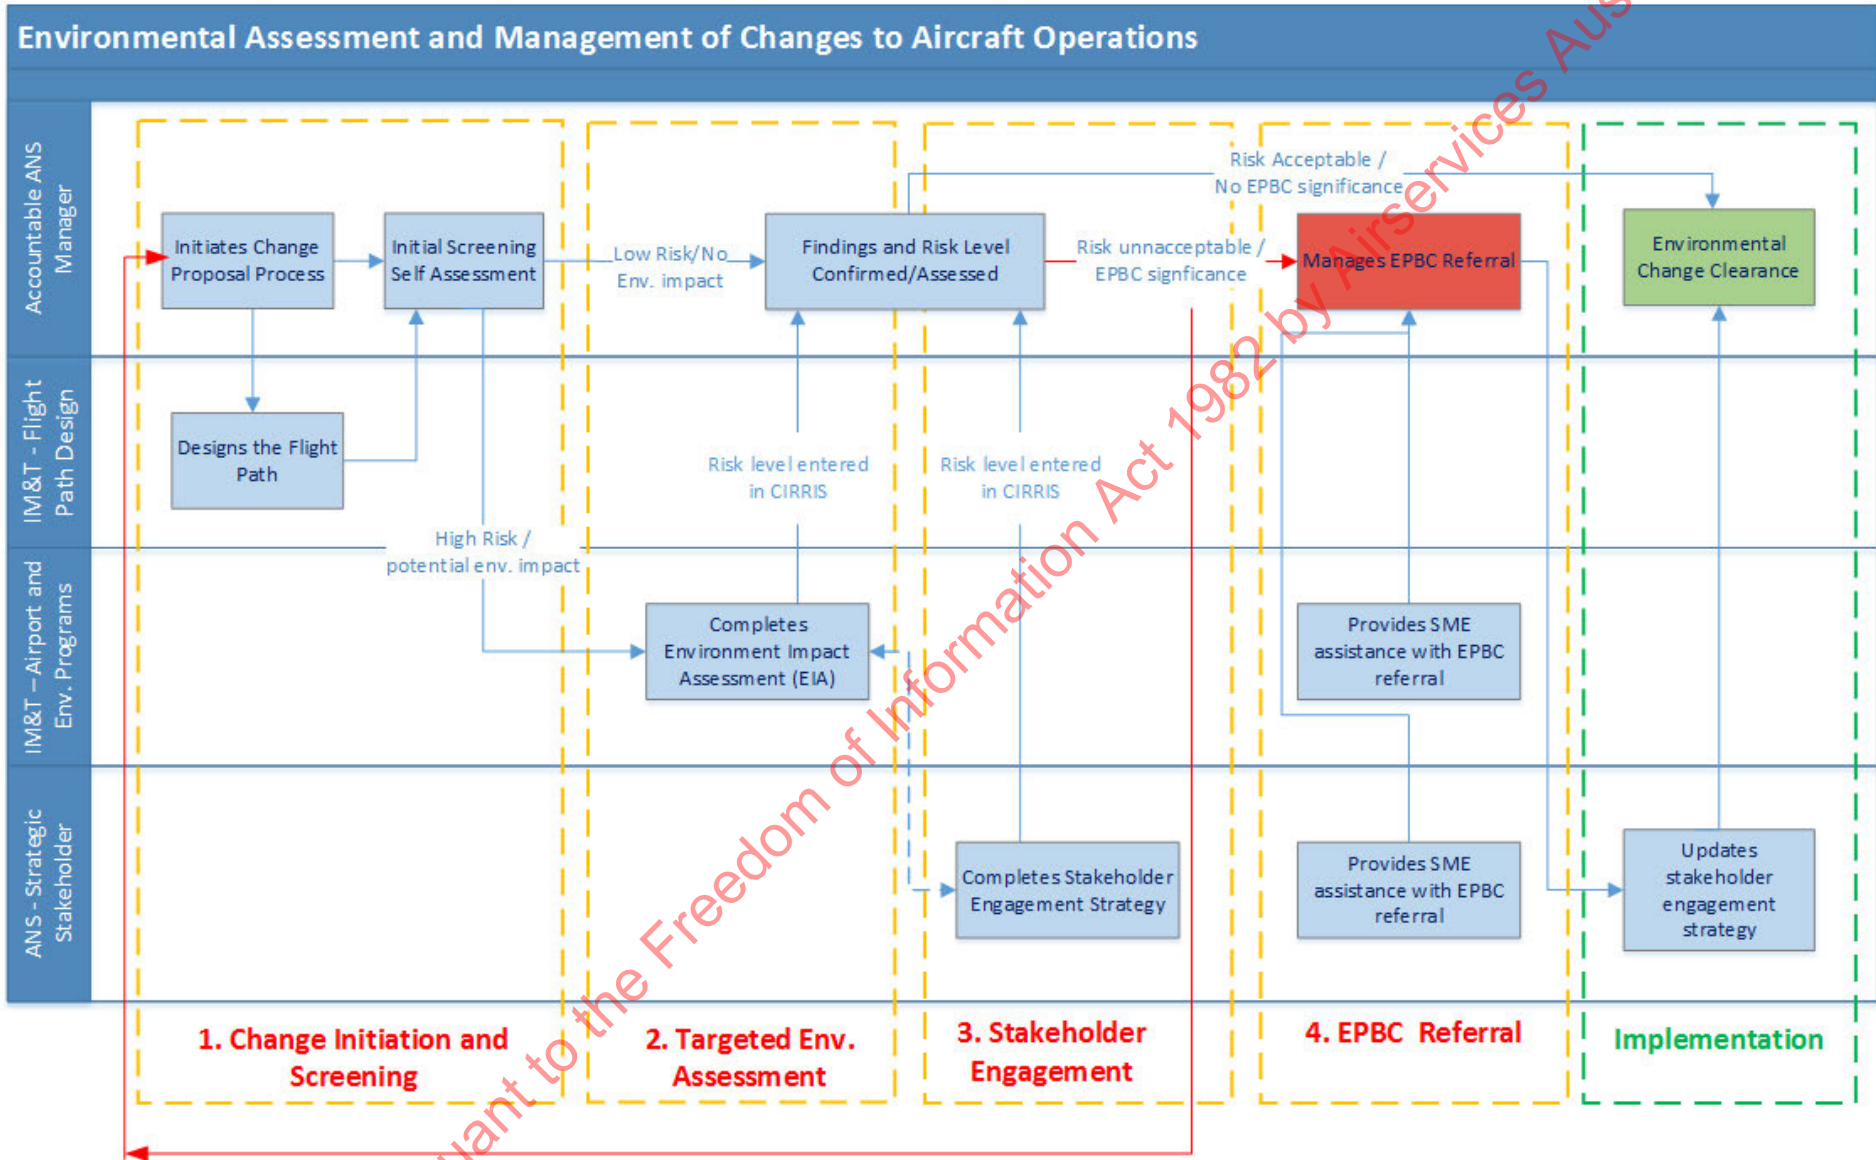 Environmental Assessment and Management of Changes to Aircraft Operations
Accountable ANS
Manager
Initiates Change
Proposal Process
Initial Screening
Self Assessment
Low Risk/No
Env. impact
Findings and Risk Level
Confirmed/Assessed
Risk Acceptable /
No EPBC significance
Risk unnacceptable /
EPBC signficance
Manages EPBC Referral
Environmental
Change Clearance
IM&T - Flight
Path Design
Designs the Flight
Path
Risk level entered
in CIRRIS
Risk level entered
in CIRRIS
High Risk /
potential env. impact
IM&T – Airport and
Env. Programs
Completes
Environment Impact
Assessment (EIA)
Provides SME
assistance with EPBC
referral
ANS - Strategic
Stakeholder
Completes Stakeholder
Engagement Strategy
Provides SME
assistance with EPBC
referral
Updates
stakeholder
engagement
strategy
1. Change Initiation and
Screening
2. Targeted Env.
Assessment
3. Stakeholder
Engagement
4. EPBC Referral
Implementation
to the Freedom of Information Act 1982 by Airservices